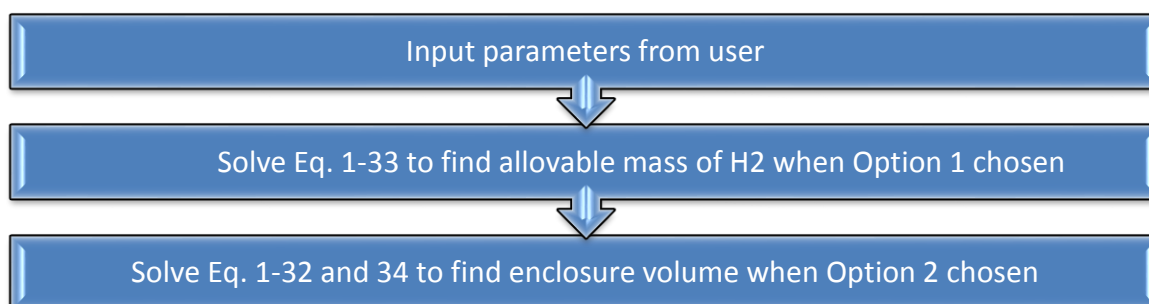 Input parameters from user
Solve Eq. 1-33 to find allovable mass of H2 when Option 1 chosen
Solve Eq. 1-32 and 34 to find enclosure volume when Option 2 chosen